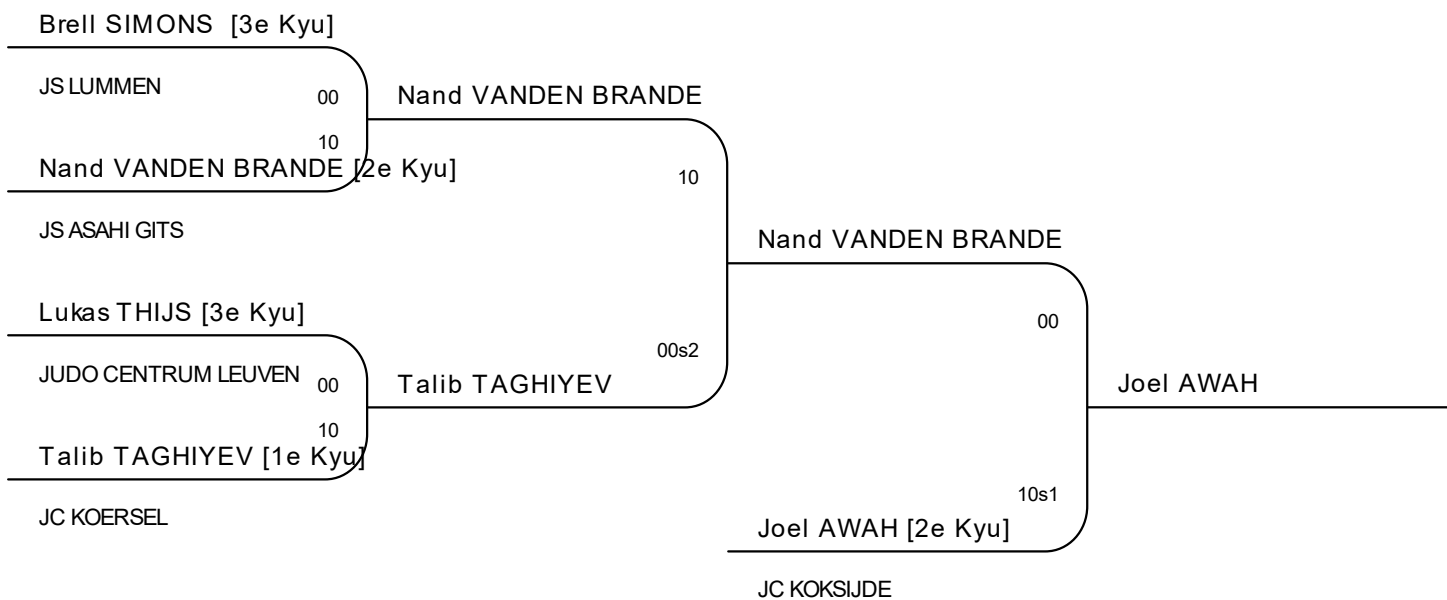 Brell SIMONS [3e Kyu]
JS LUMMEN
00
Nand VANDEN BRANDE
10
Nand VANDEN BRANDE [2e Kyu]
10
JS ASAHI GITS
Nand VANDEN BRANDE
Lukas THIJS [3e Kyu]
00
00s2
JUDO CENTRUM LEUVEN
00
Talib TAGHIYEV
Joel AWAH
10
Talib TAGHIYEV [1e Kyu]
10s1
JC KOERSEL
Joel AWAH [2e Kyu]
JC KOKSIJDE